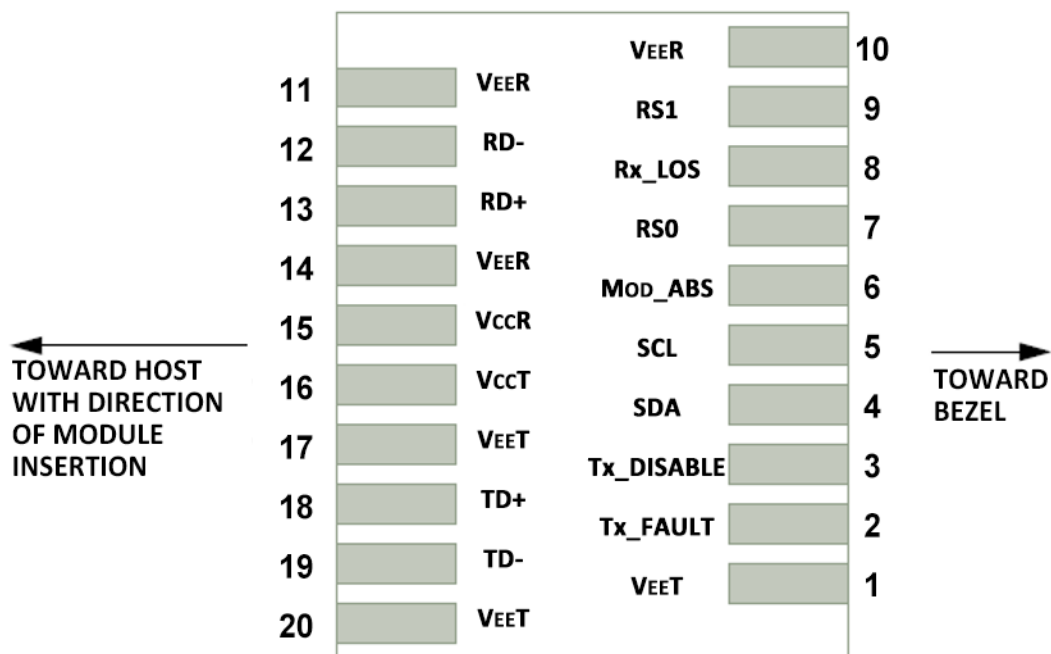 VEER 10
11 VEER
RS1 9
12 RD-
Rx_LOS 8
13 RD+
RS0 7
14 VEER
MOD_ABS 6
15 VCCR
SCL 5
16 VCCT
SDA 4
17 VEET
Tx_DISABLE 3
18 TD+
Tx_FAULT 2
19 TD-
VEET 1
20 VEET
TOWARD HOST
WITH DIRECTION
OF MODULE
INSERTION
TOWARD
BEZEL